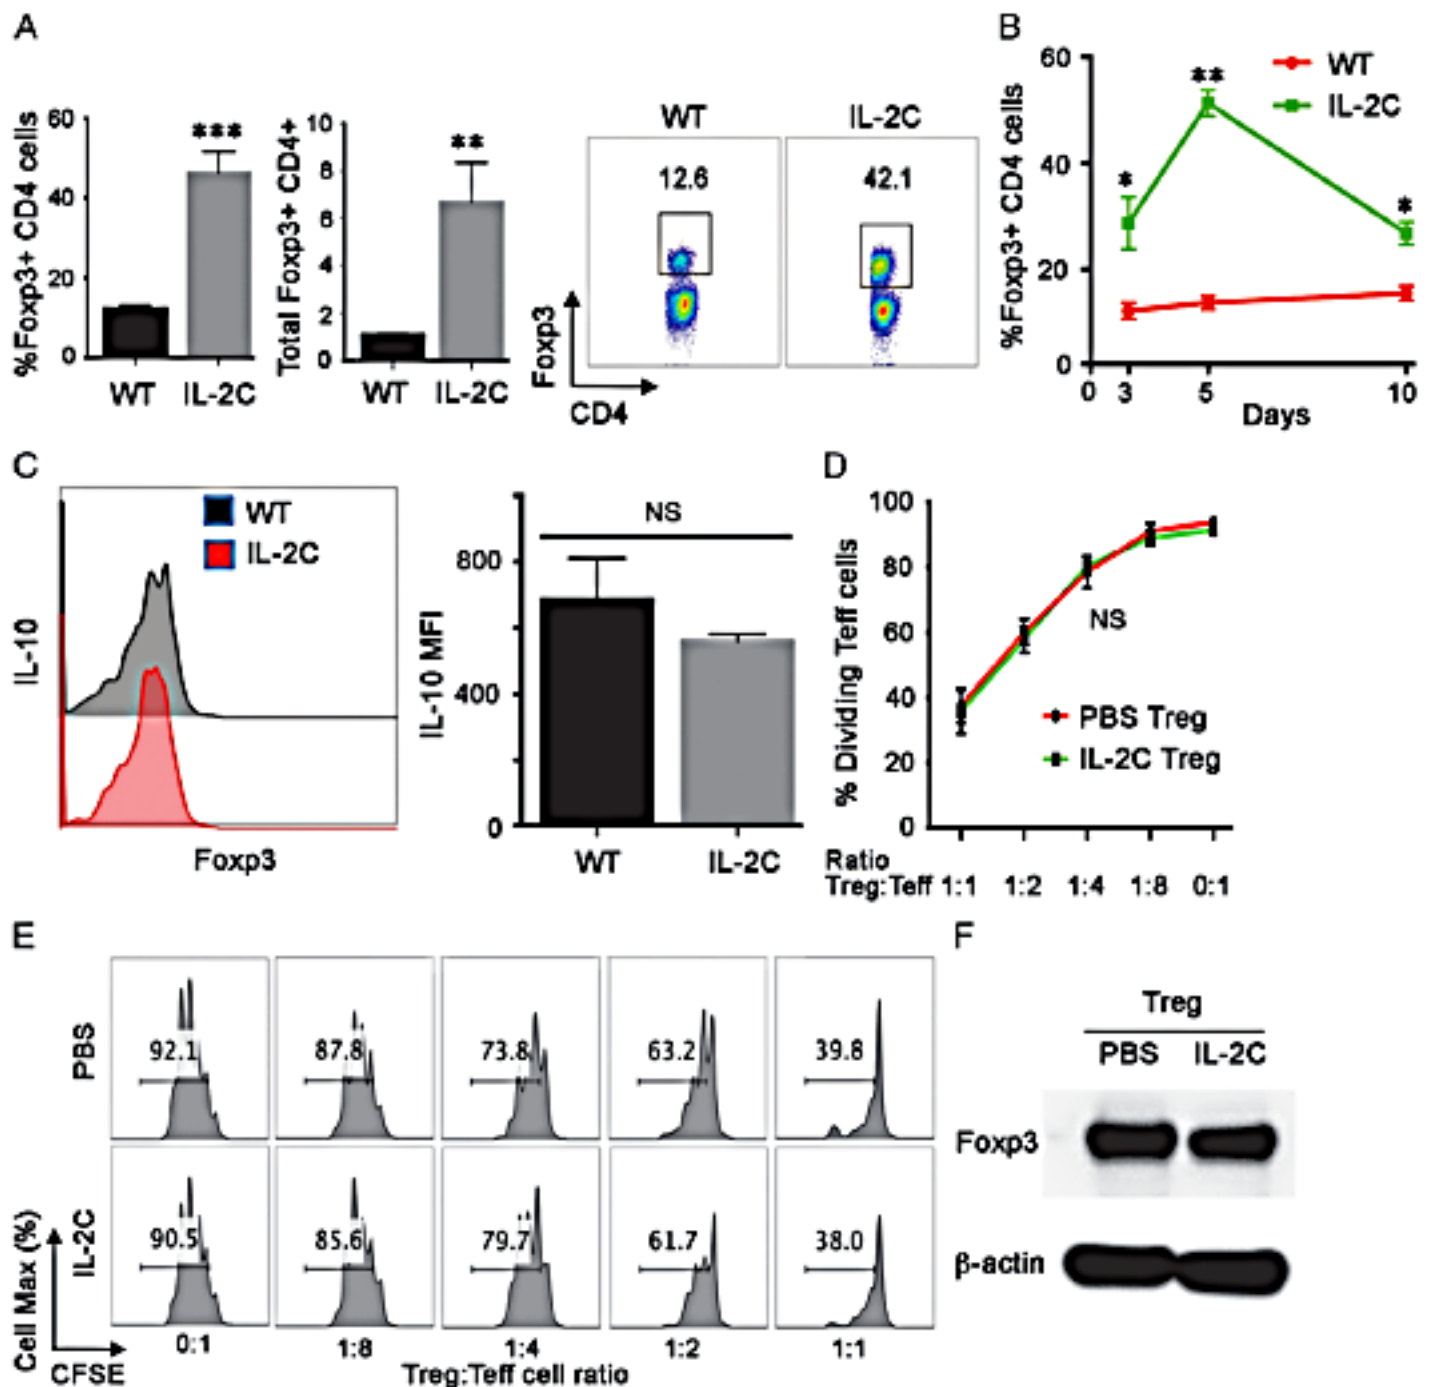 A
%Foxp3+ CD4 cells
60
40
20
0
***
WT IL-2C
Total Foxp3+ CD4+
10
8
6
4
2
0
**
WT IL-2C
WT IL-2C
12.6 42.1
Foxp3
CD4
B
%Foxp3+ CD4 cells
60
40
20
0
* ** *
WT
IL-2C
0 3 5 10
Days
C
WT
IL-2C
IL-10
Foxp3
IL-10 MFI
800
400
0
NS
WT IL-2C
D
% Dividing Teff cells
100
80
60
40
20
0
NS
PBS Treg
IL-2C Treg
Ratio
Treg:Teff 1:1 1:2 1:4 1:8 0:1
E
PBS
92.1 87.8 73.8 63.2 39.8
IL-2C
90.5 85.6 79.7 61.7 38.0
Cell Max (%)
CFSE
0:1 1:8 1:4 1:2 1:1
Treg:Teff cell ratio
F
Treg
PBS IL-2C
Foxp3
β-actin